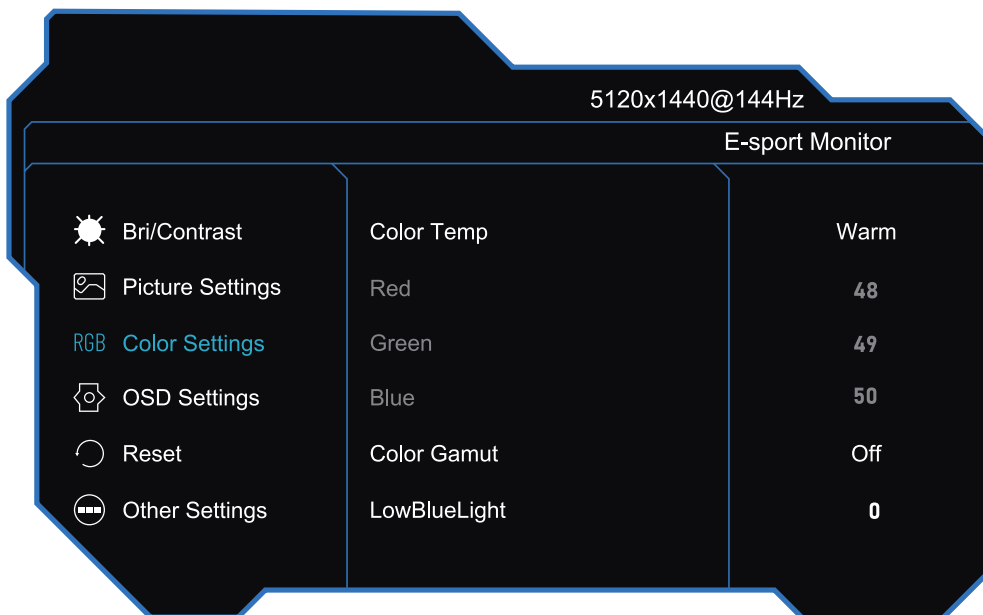 5120x1440@144Hz
E-sport Monitor
Bri/Contrast Color Temp Warm
Picture Settings Red 48
RGB Color Settings Green 49
OSD Settings Blue 50
Reset Color Gamut Off
Other Settings LowBlueLight 0